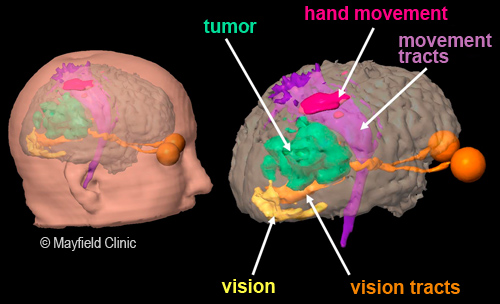 hand movement
tumor
movement
tracts
© Mayfield Clinic
vision
vision tracts